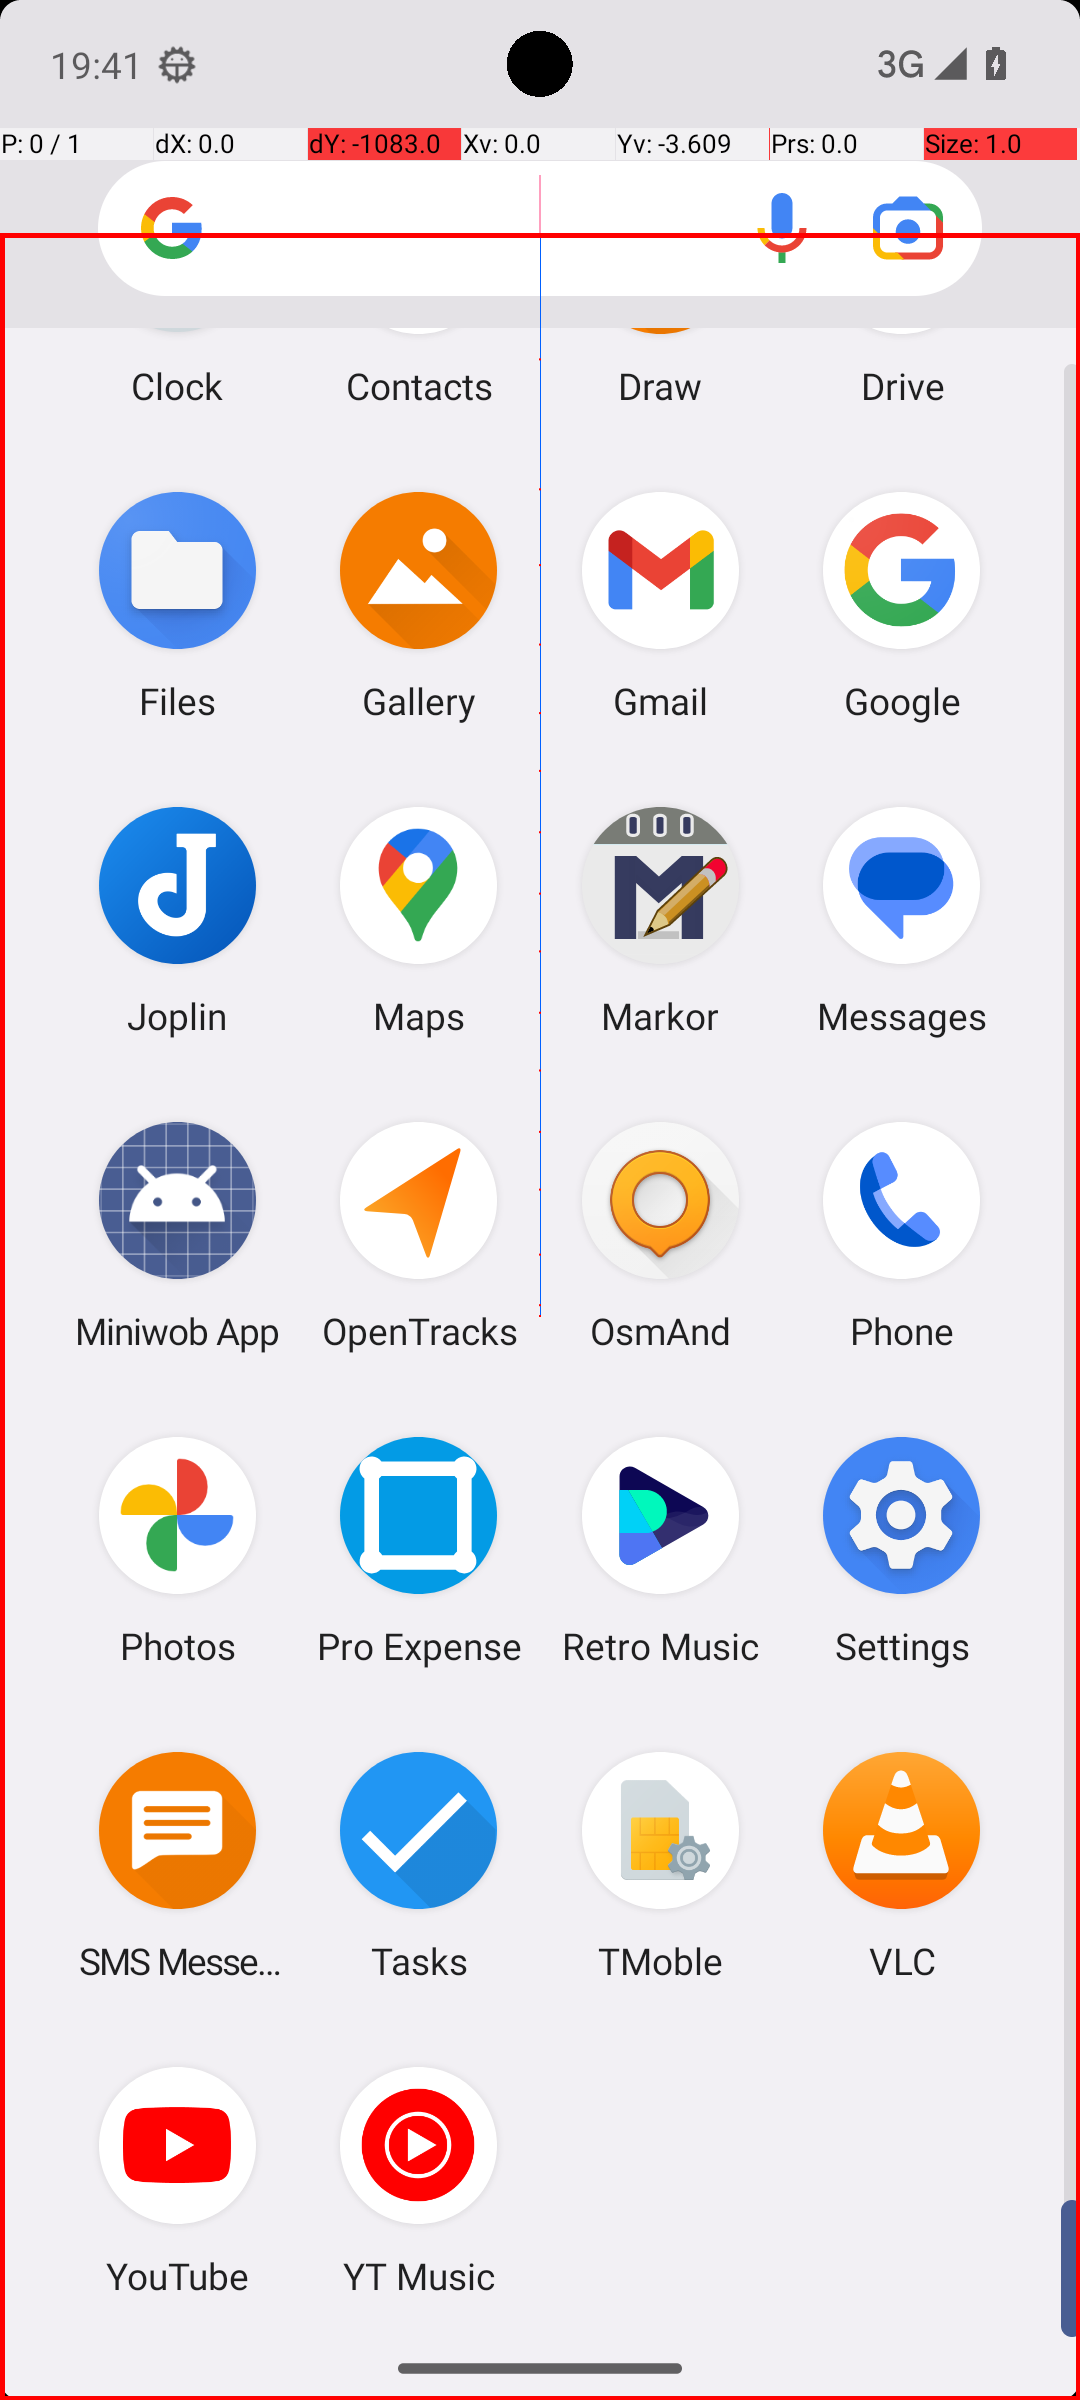 19:41 3G
P: 0 / 1 dX: 0.0 dY: -1083.0 Xv: 0.0 Yv: -3.609 Prs: 0.0 Size: 1.0
Clock Contacts Draw Drive
Files Gallery Gmail Google
Joplin Maps Markor Messages
Miniwob App OpenTracks OsmAnd Phone
Photos Pro Expense Retro Music Settings
SMS Messe... Tasks TMoble VLC
YouTube YT Music